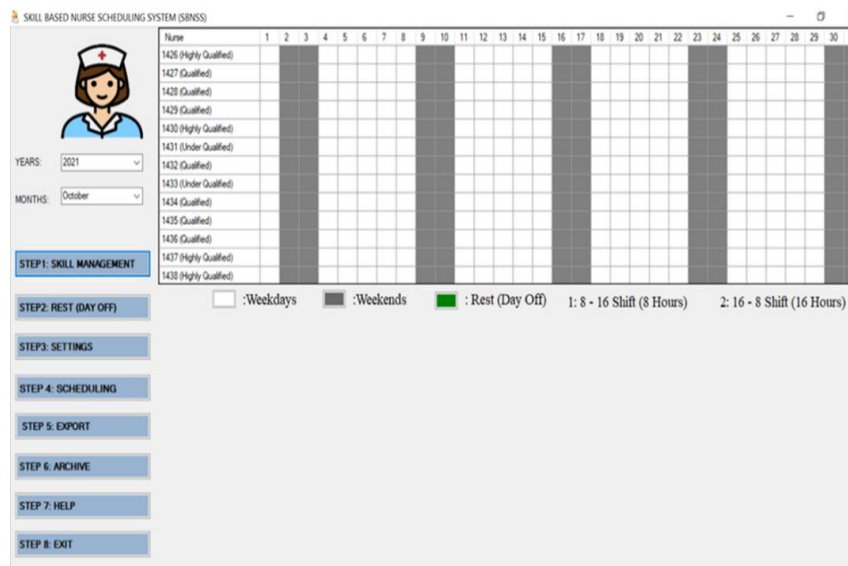 SKILL BASED NURSE SCHEDULING SYSTEM (SBNSS)
Nurse 1 2 3 4 5 6 7 8 9 10 11 12 13 14 15 16 17 18 19 20 21 22 23 24 25 26 27 28 29 30
1426 (Highly Qualified)
1427 (Qualified)
1428 (Qualified)
1429 (Qualified)
1430 (Highly Qualified)
1431 (Under Qualified)
1432 (Qualified)
1433 (Under Qualified)
1434 (Qualified)
1435 (Qualified)
1436 (Qualified)
1437 (Highly Qualified)
1438 (Highly Qualified)
:Weekdays :Weekends : Rest (Day Off) 1: 8 - 16 Shift (8 Hours) 2: 16 - 8 Shift (16 Hours)
YEARS: 2021
MONTHS: October
STEP1: SKILL MANAGEMENT
STEP2: REST (DAY OFF)
STEP3: SETTINGS
STEP 4: SCHEDULING
STEP 5: EXPORT
STEP 6: ARCHIVE
STEP 7: HELP
STEP 8: EXIT